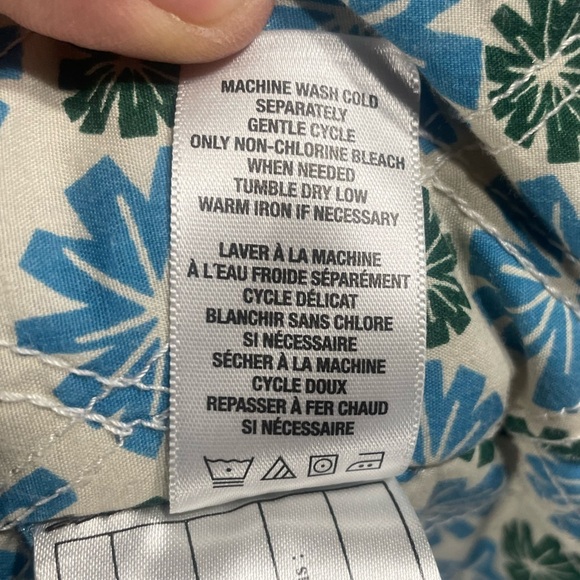 MACHINE WASH COLD
SEPARATELY
GENTLE CYCLE
ONLY NON-CHLORINE BLEACH
WHEN NEEDED
TUMBLE DRY LOW
WARM IRON IF NECESSARY
LAVER À LA MACHINE
À L'EAU FROIDE SÉPARÉMENT
CYCLE DÉLICAT
BLANCHIR SANS CHLORE
SI NÉCESSAIRE
SÉCHER À LA MACHINE
CYCLE DOUX
REPASSER À FER CHAUD
SI NÉCESSAIRE